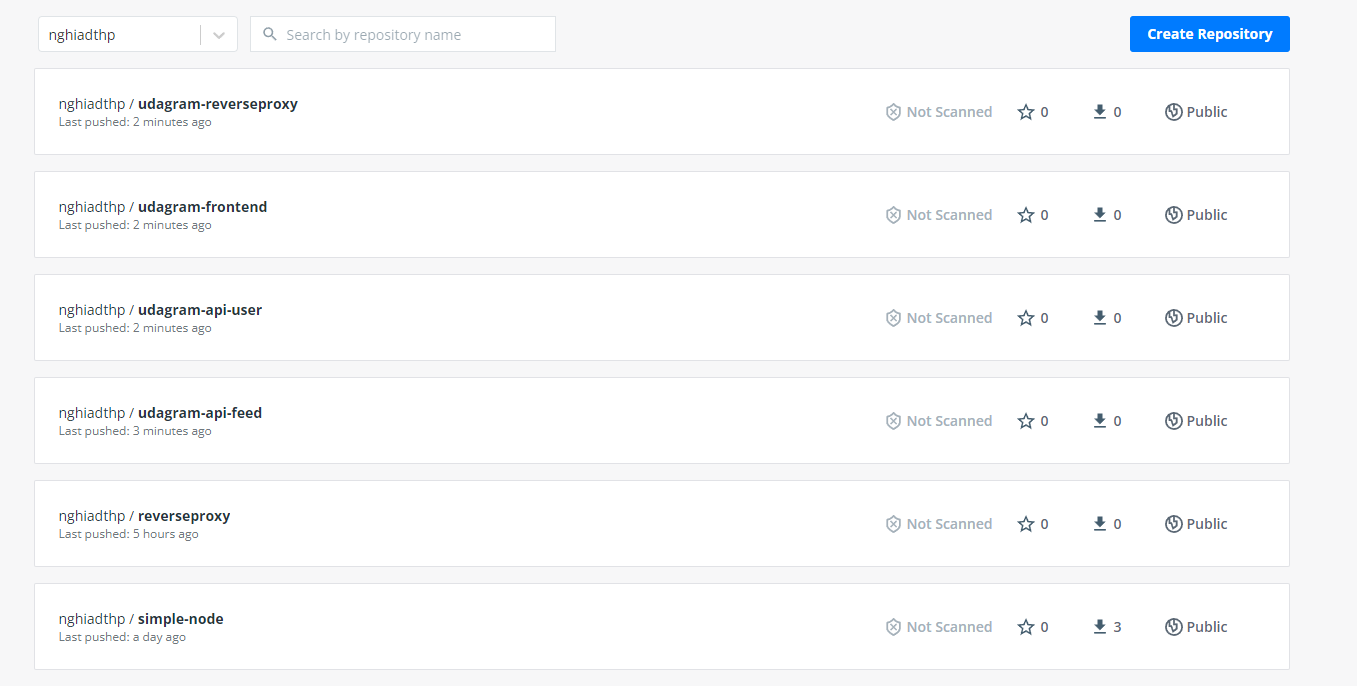 nghiadthp
Search by repository name
Create Repository
nghiadthp / udagram-reverseproxy
Last pushed: 2 minutes ago
Not Scanned 0 0 Public
nghiadthp / udagram-frontend
Last pushed: 2 minutes ago
Not Scanned 0 0 Public
nghiadthp / udagram-api-user
Last pushed: 2 minutes ago
Not Scanned 0 0 Public
nghiadthp / udagram-api-feed
Last pushed: 3 minutes ago
Not Scanned 0 0 Public
nghiadthp / reverseproxy
Last pushed: 5 hours ago
Not Scanned 0 0 Public
nghiadthp / simple-node
Last pushed: a day ago
Not Scanned 0 3 Public